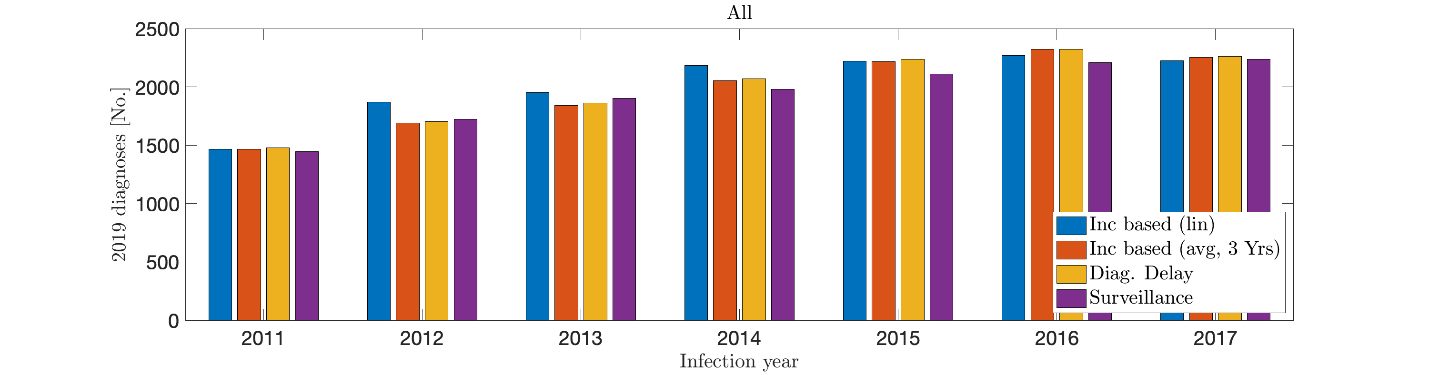 All
2500
2000
1500
1000
500
0
2019 diagnoses [No.]
Inc based (lin)
Inc based (avg, 3 Yrs)
Diag. Delay
Surveillance
2011 2012 2013 2014 2015 2016 2017
Infection year